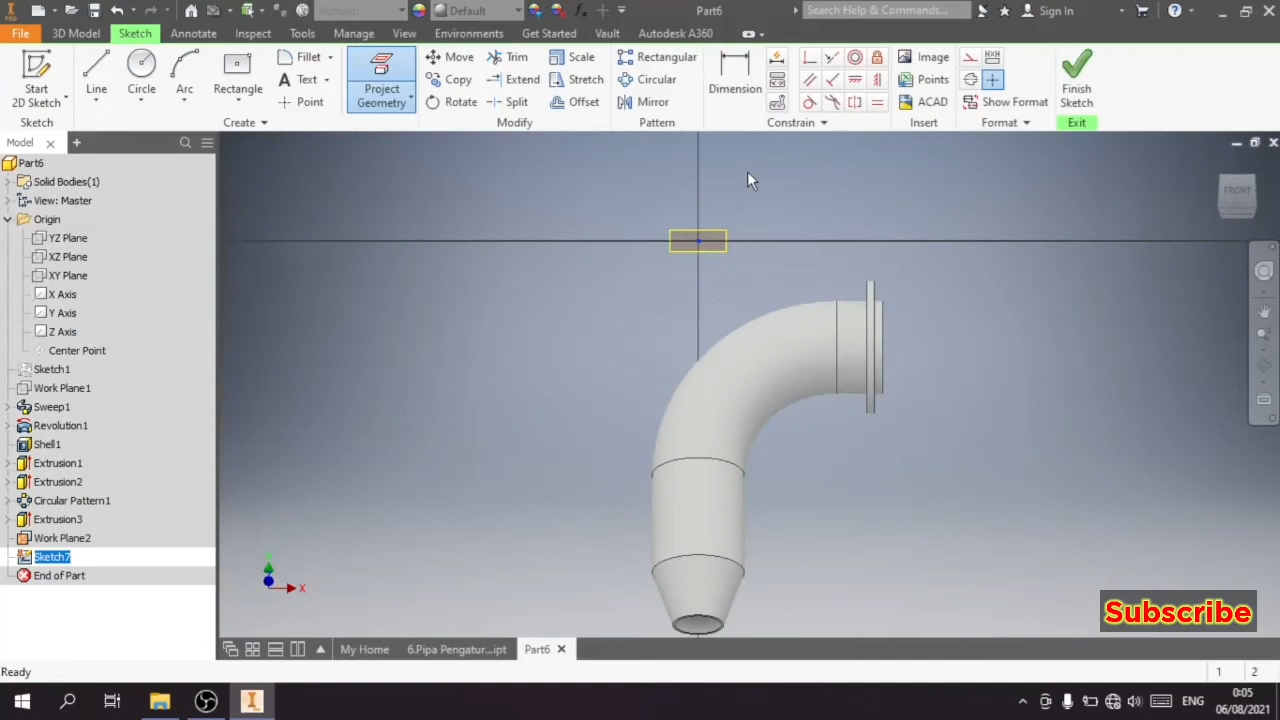 PRO
Material
Default
Part6
Search Help & Commands...
Sign In
File
3D Model
Sketch
Annotate
Inspect
Tools
Manage
View
Environments
Get Started
Vault
Autodesk A360
Start
2D Sketch
Line
Circle
Arc
Rectangle
Fillet
Text
Point
Project
Geometry
Move
Copy
Rotate
Trim
Extend
Split
Scale
Stretch
Offset
Rectangular
Circular
Mirror
Dimension
Image
Points
ACAD
Show Format
Finish
Sketch
Sketch
Create
Modify
Pattern
Constrain
Insert
Format
Exit
Model
Part6
Solid Bodies(1)
View: Master
Origin
YZ Plane
XZ Plane
XY Plane
X Axis
Y Axis
Z Axis
Center Point
Sketch1
Work Plane1
Sweep1
Revolution1
Shell1
Extrusion1
Extrusion2
Circular Pattern1
Extrusion3
Work Plane2
Sketch7
End of Part
FRONT
X
Subscribe
My Home
6.Pipa Pengatur...ipt
Part6
Ready
1
2
ENG
0:05
06/08/2021